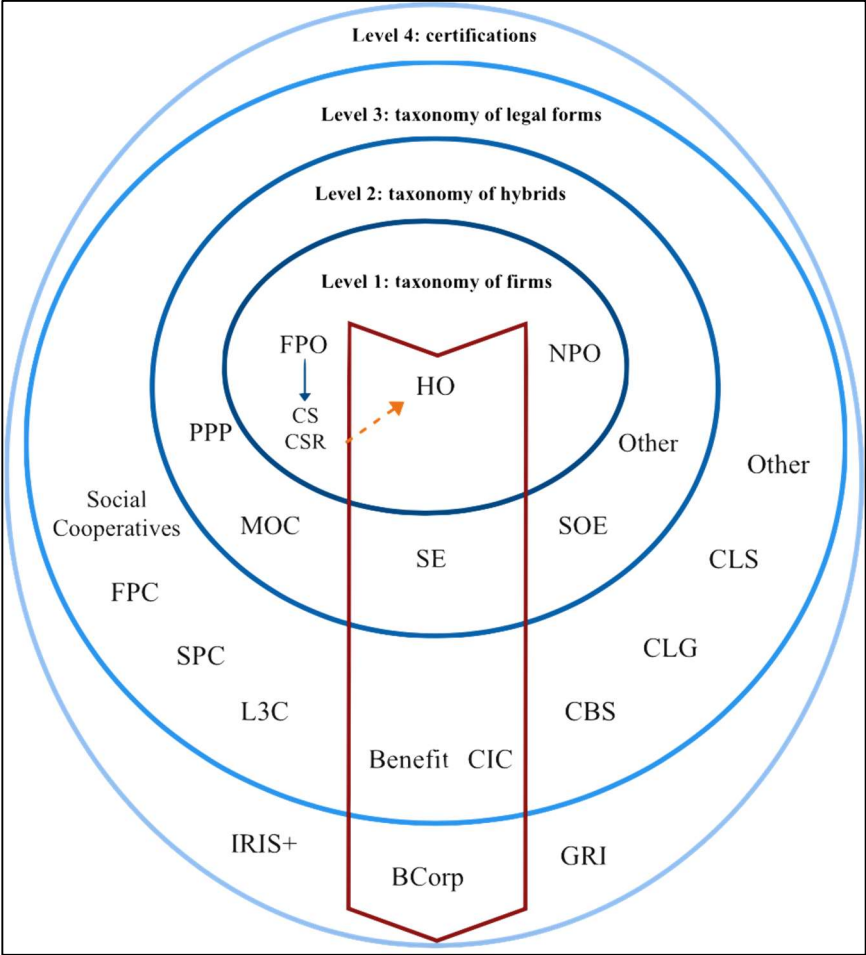 Level 4: certifications
Level 3: taxonomy of legal forms
Level 2: taxonomy of hybrids
Level 1: taxonomy of firms
FPO
NPO
HO
CS
CSR
PPP
Other
Other
Social
Cooperatives
MOC
SOE
SE
CLS
FPC
CLG
SPC
L3C
CBS
Benefit CIC
IRIS+
GRI
BCorp